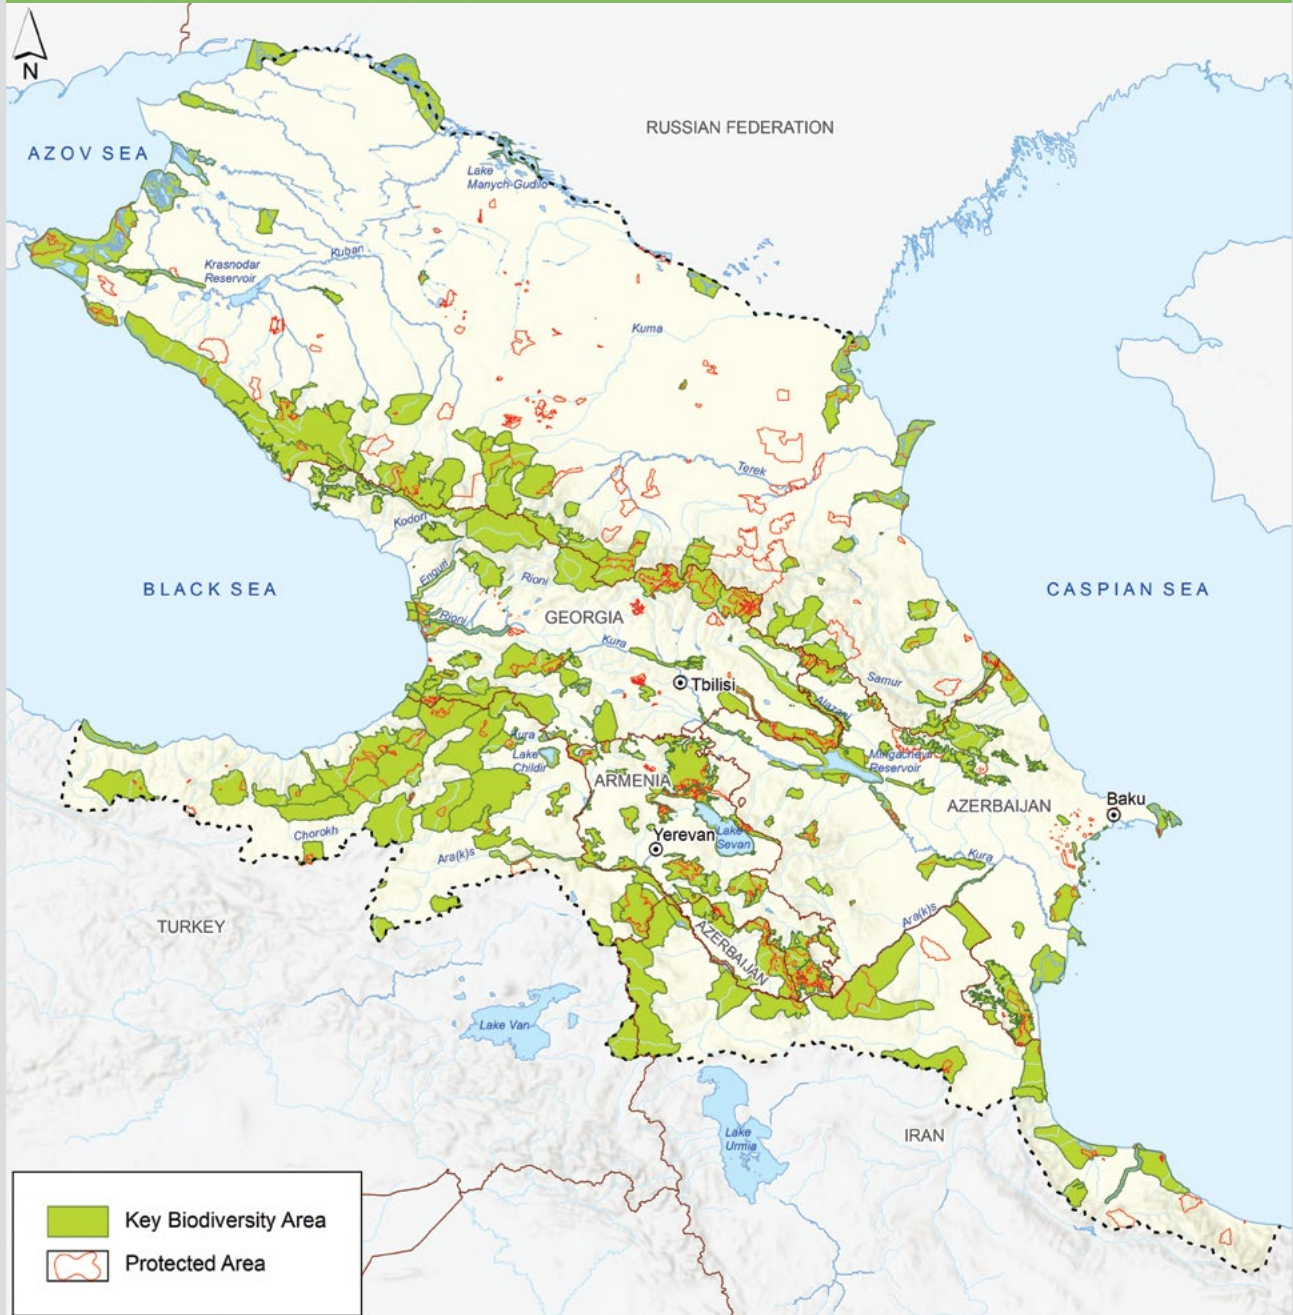 N
RUSSIAN FEDERATION
AZOV SEA
Lake
Manych-Gudilo
Kuban
Krasnodar
Reservoir
Kuma
Terek
Kodori
Enguri
Rioni
BLACK SEA
CASPIAN SEA
Rioni
GEORGIA
Kura
Tbilisi
Samur
Alazani
Kura
Lake
Childir
Mingachevir
Reservoir
ARMENIA
AZERBAIJAN
Baku
Chorokh
Yerevan
Lake
Sevan
Ara(k)s
Kura
Ara(k)s
TURKEY
AZERBAIJAN
Lake Van
Lake
Urmia
IRAN
Key Biodiversity Area
Protected Area